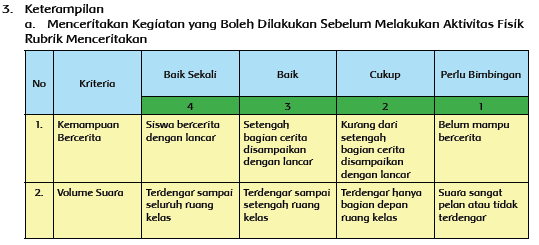 3. Keterampilan
a. Menceritakan Kegiatan yang Boleh Dilakukan Sebelum Melakukan Aktivitas Fisik
Rubrik Menceritakan
No Kriteria Baik Sekali Baik Cukup Perlu Bimbingan
4 3 2 1
1. Kemampuan Bercerita Siswa bercerita dengan lancar Setengah bagian cerita disampaikan dengan lancar Kurang dari setengah bagian cerita disampaikan dengan lancar Belum mampu bercerita
2. Volume Suara Terdengar sampai seluruh ruang kelas Terdengar sampai setengah ruang kelas Terdengar hanya bagian depan ruang kelas Suara sangat pelan atau tidak terdengar